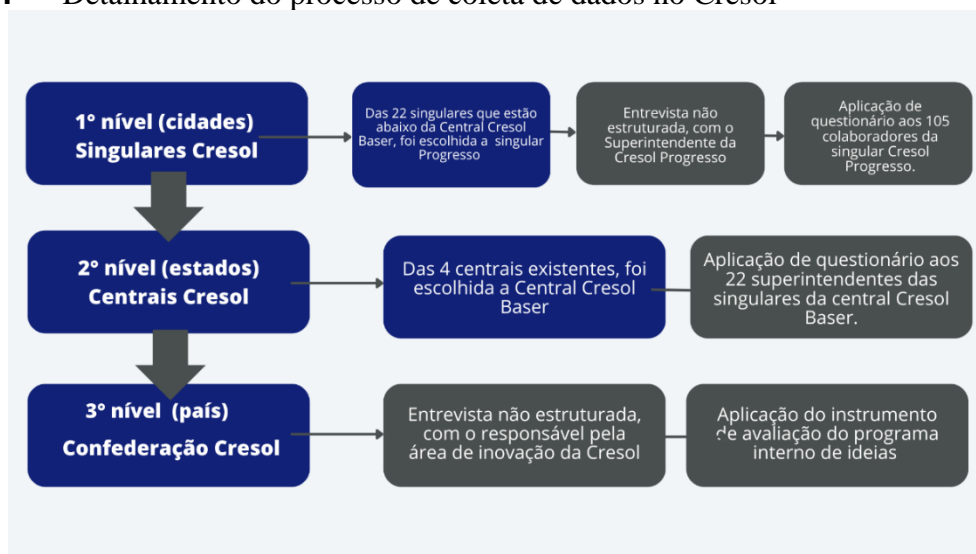 Detalhamento do processo de coleta de dados no Cresol
1° nível (cidades)
Singulares Cresol
Das 22 singulares que estão
abaixo da Central Cresol
Baser, foi escolhida a singular
Progresso
Entrevista não
estruturada, com o
Superintendente da
Cresol Progresso
Aplicação de
questionário aos 105
colaboradores da
singular Cresol
Progresso.
2° nível (estados)
Centrais Cresol
Das 4 centrais existentes, foi
escolhida a Central Cresol
Baser
Aplicação de questionário aos
22 superintendentes das
singulares da central Cresol
Baser.
3° nível (país)
Confederação Cresol
Entrevista não estruturada,
com o responsável pela
área de inovação da Cresol
Aplicação do instrumento
de avaliação do programa
interno de ideias